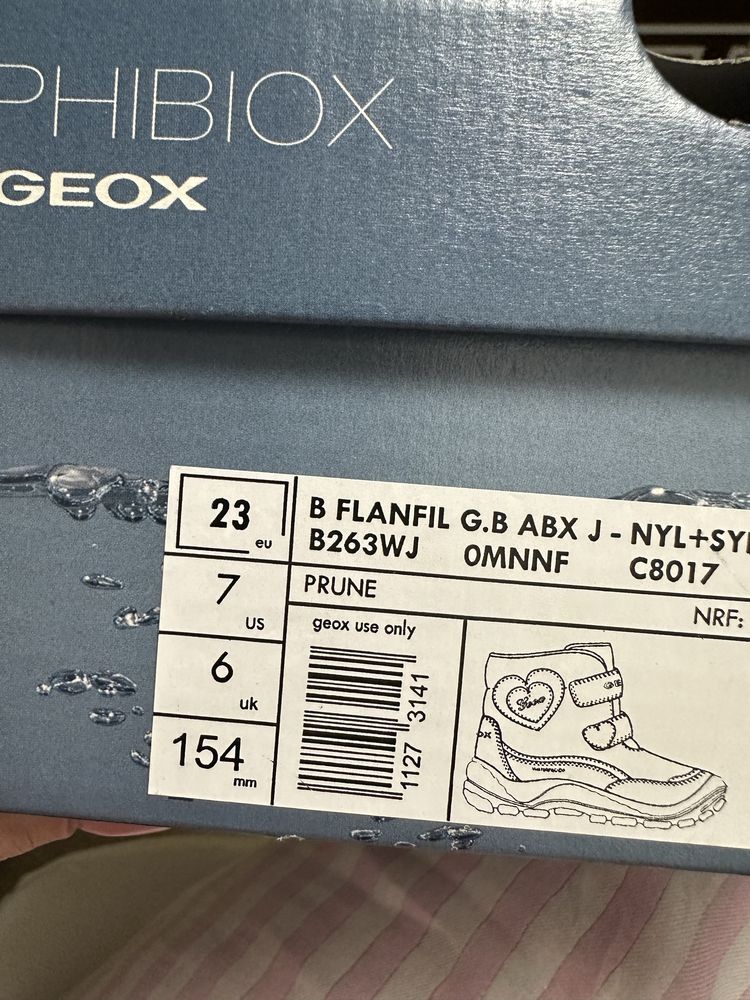 PHIBIOX
GEOX
23 eu
7 US
6 uk
154 mm
B FLANFIL G.B ABX J - NYL+SY
B263WJ 0MNNF C8017
PRUNE
NRF:
geox use only
1127 3141